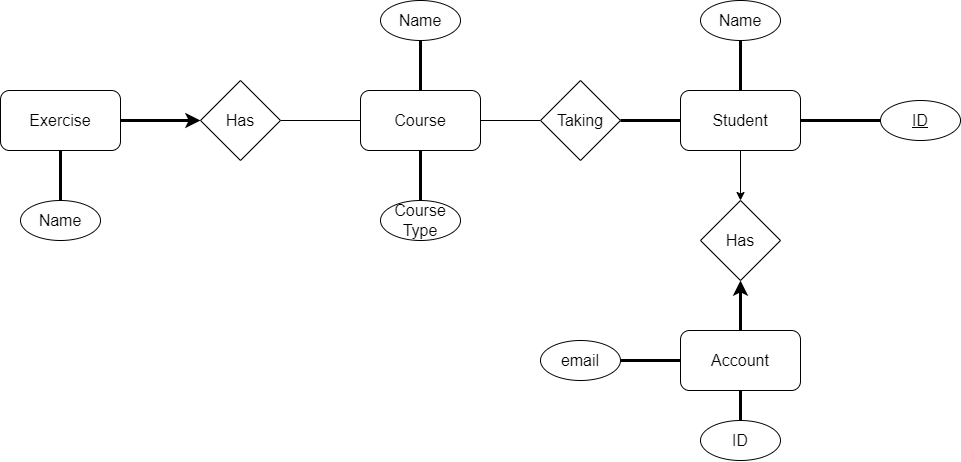 Name
Name
Exercise
Has
Course
Taking
Student
ID
Name
Course
Type
Has
email
Account
ID